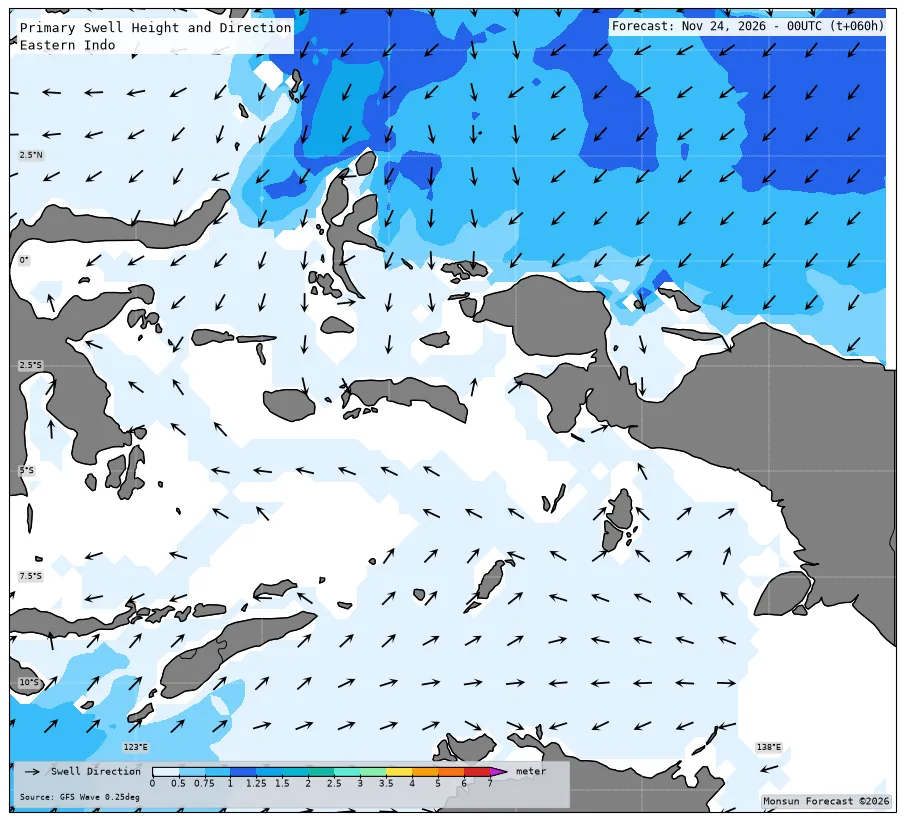 Primary Swell Height and Direction
Eastern Indo
Forecast: Nov 24, 2026 - 00UTC (t+060h)
2.5°N
0°
2.5°S
5°S
7.5°S
10°S
123°E
138°E
Swell Direction
meter
0 0.5 0.75 1 1.25 1.5 2 2.5 3 3.5 4 5 6 7
Source: GFS Wave 0.25deg
Monsun Forecast ©2026